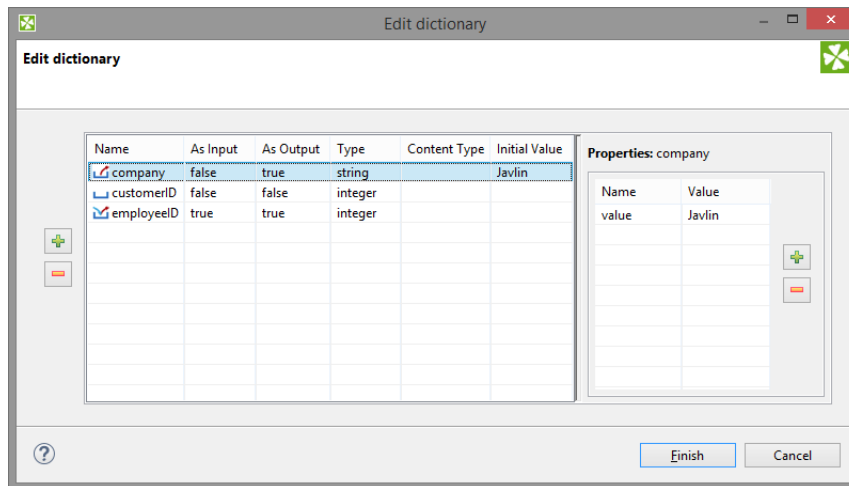 Edit dictionary
Edit dictionary
Name As Input As Output Type Content Type Initial Value
company false true string Javlin
customerID false false integer
employeeID true true integer
Properties: company
Name Value
value Javlin
Finish Cancel